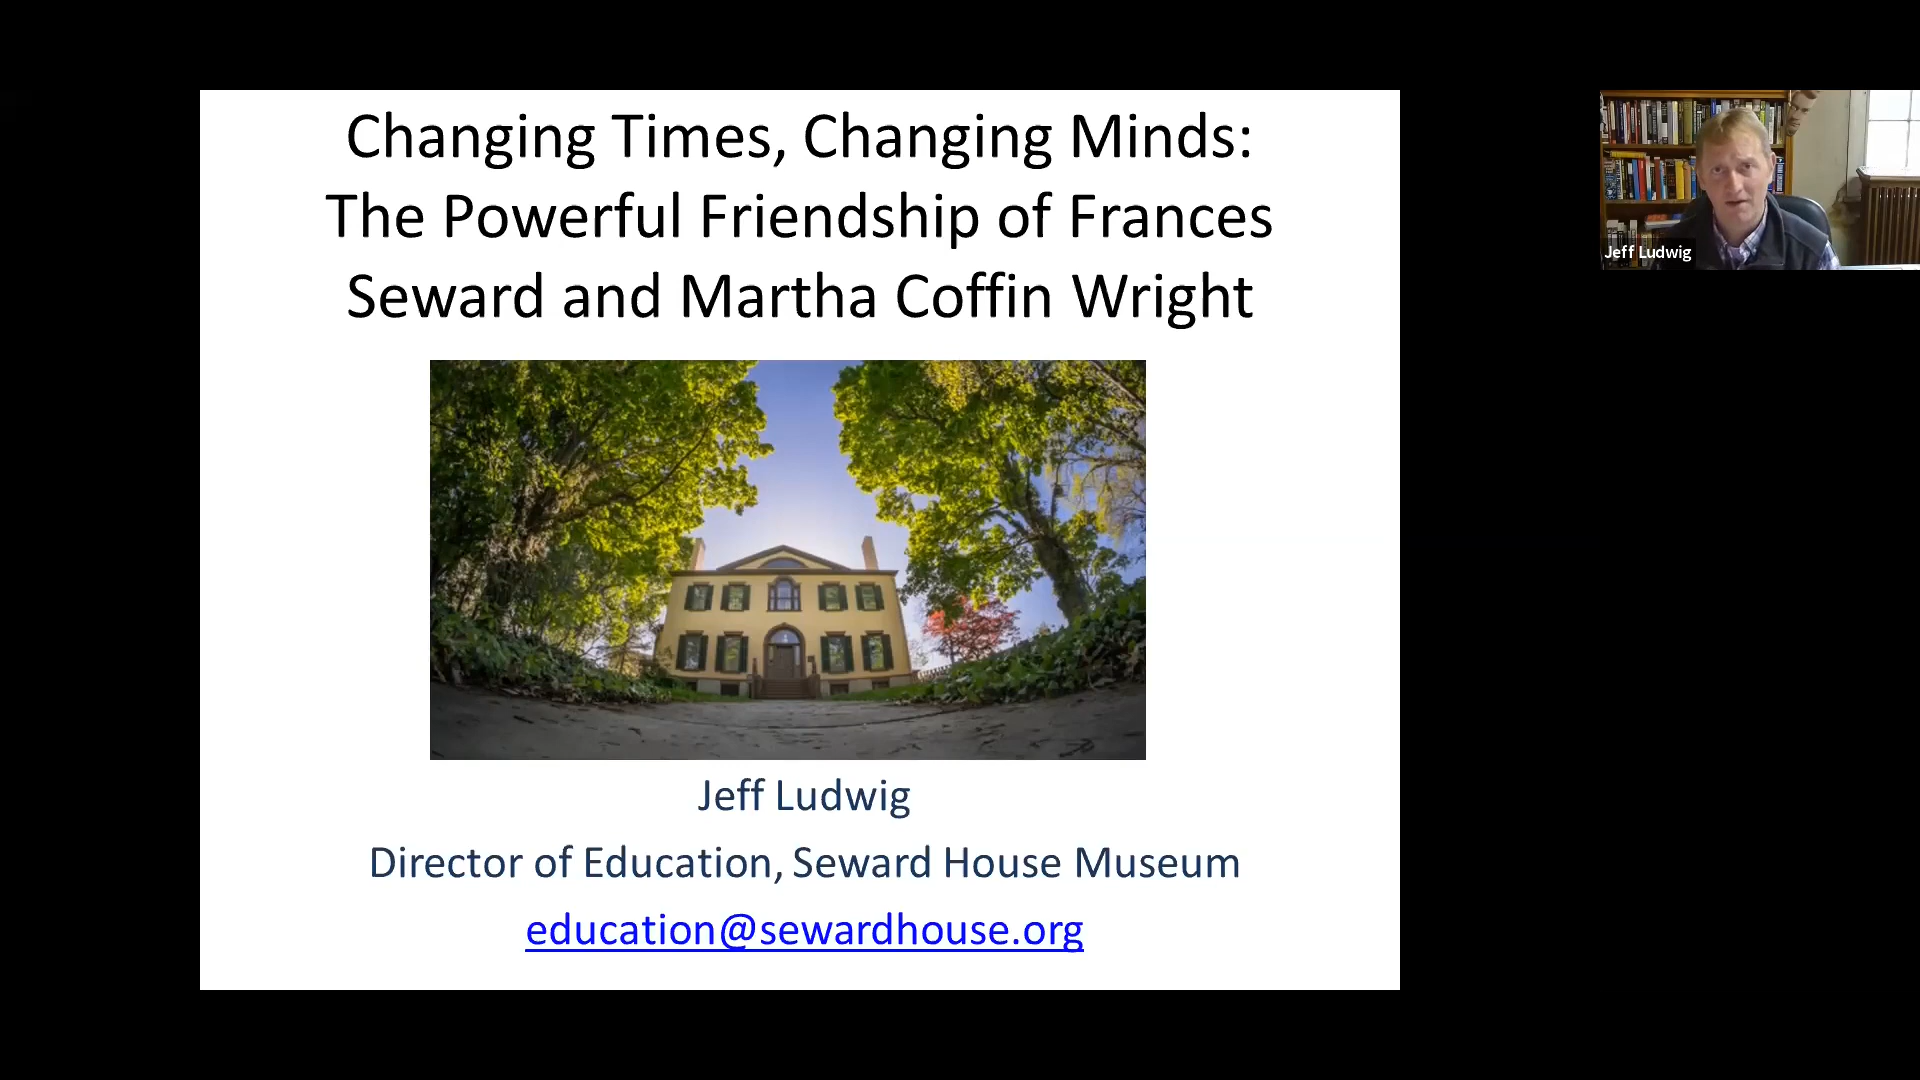 Changing Times, Changing Minds:
The Powerful Friendship of Frances
Seward and Martha Coffin Wright
Jeff Ludwig
Jeff Ludwig
Director of Education, Seward House Museum
education@sewardhouse.org